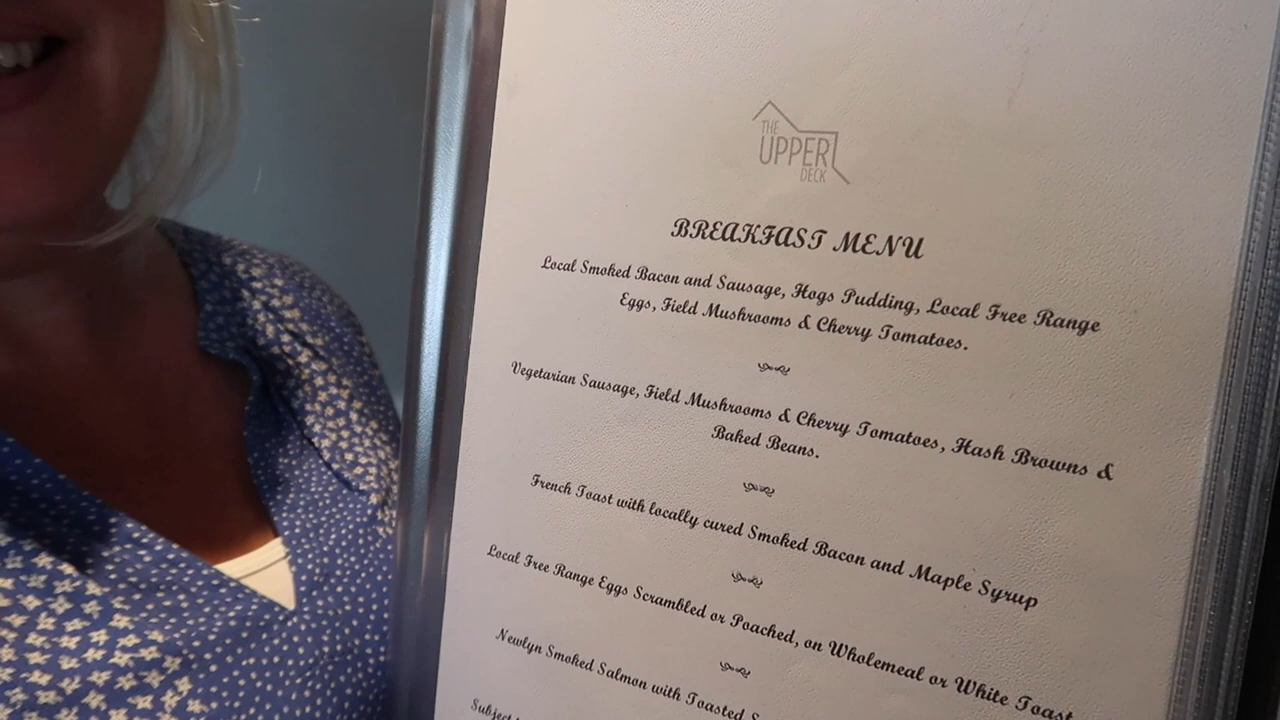 THE
UPPER
DECK
BREAKFAST MENU
Local Smoked Bacon and Sausage, Hogs Pudding, Local Free Range
Eggs, Field Mushrooms & Cherry Tomatoes.
Vegetarian Sausage, Field Mushrooms & Cherry Tomatoes, Hash Browns &
Baked Beans.
French Toast with locally cured Smoked Bacon and Maple Syrup
Local Free Range Eggs Scrambled or Poached, on Wholemeal or White Toast
Newlyn Smoked Salmon with Toasted
Subject